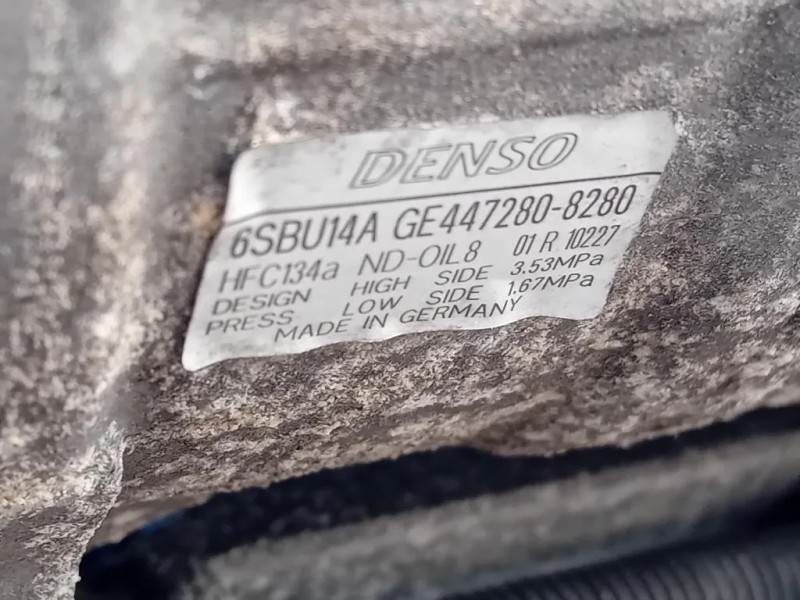 DENSO
6SBU14A GE447280-8280
HFC134a ND-OIL8 01 R 10227
DESIGN HIGH SIDE 3.53MPa
PRESS LOW SIDE 1.67MPa
MADE IN GERMANY